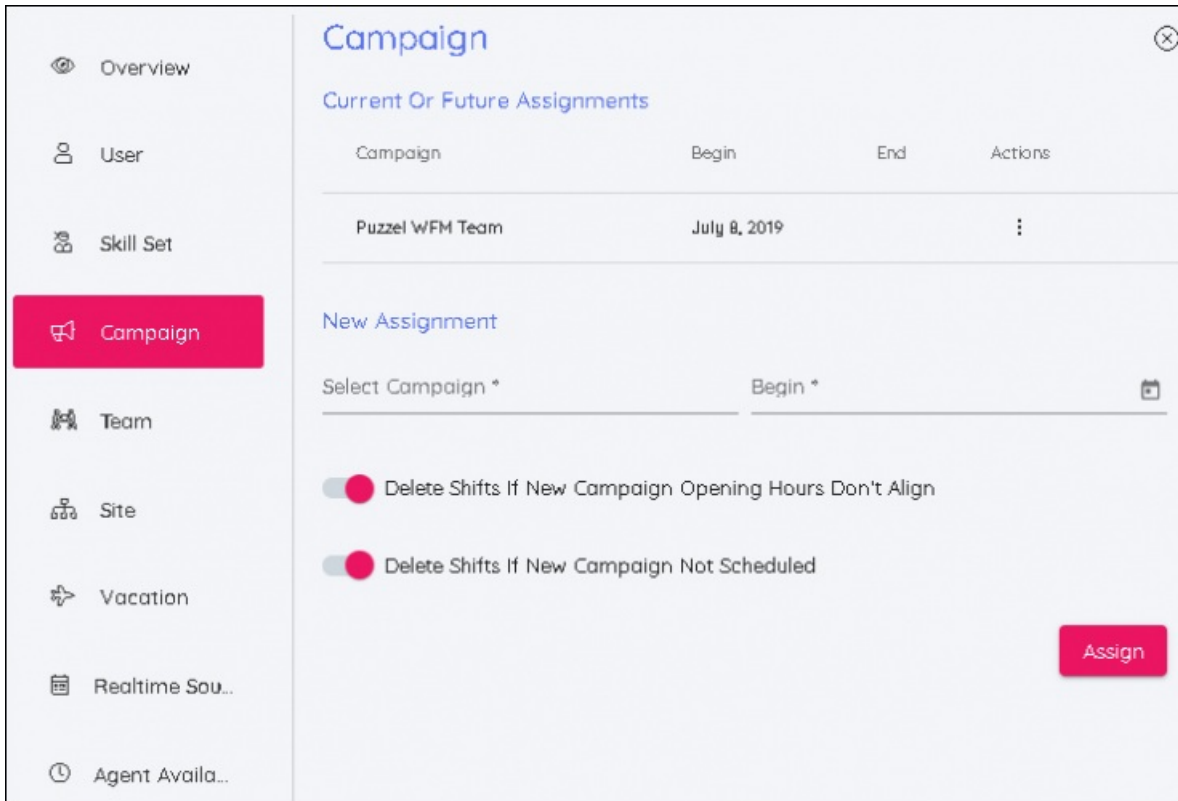 Overview
User
Skill Set
Campaign
Team
Site
Vacation
Realtime Sou...
Agent Availa...
Campaign
Current Or Future Assignments
Campaign Begin End Actions
Puzzel WFM Team July 8, 2019
New Assignment
Select Campaign * Begin *
Delete Shifts If New Campaign Opening Hours Don't Align
Delete Shifts If New Campaign Not Scheduled
Assign